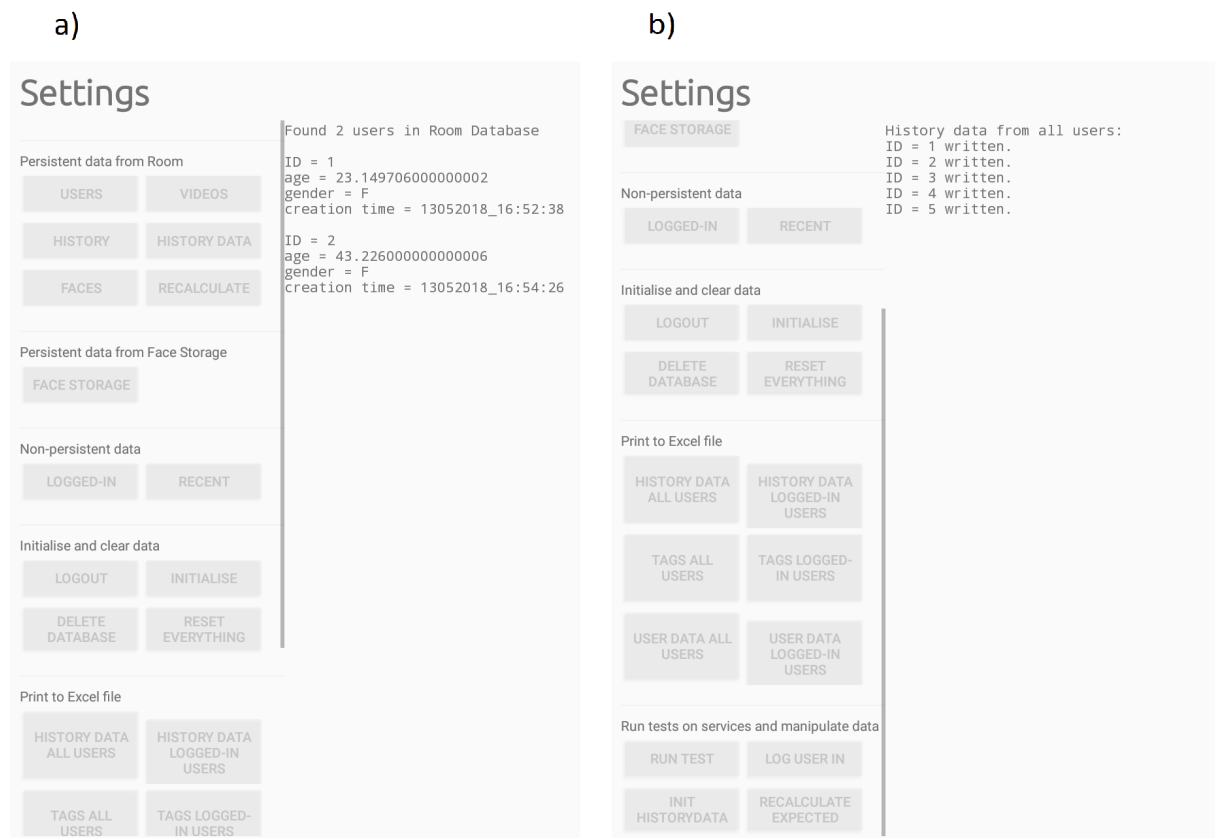 a)
Settings
Persistent data from Room
USERS
VIDEOS
HISTORY
HISTORY DATA
FACES
RECALCULATE
Persistent data from Face Storage
FACE STORAGE
Non-persistent data
LOGGED-IN
RECENT
Initialise and clear data
LOGOUT
INITIALISE
DELETE
DATABASE
RESET
EVERYTHING
Print to Excel file
HISTORY DATA
ALL USERS
HISTORY DATA
LOGGED-IN
USERS
TAGS ALL
USERS
TAGS LOGGED-
IN USERS
Found 2 users in Room Database
ID = 1
age = 23.149706000000002
gender = F
creation time = 13052018_16:52:38
ID = 2
age = 43.226000000000006
gender = F
creation time = 13052018_16:54:26
b)
Settings
FACE STORAGE
Non-persistent data
LOGGED-IN
RECENT
Initialise and clear data
LOGOUT
INITIALISE
DELETE
DATABASE
RESET
EVERYTHING
Print to Excel file
HISTORY DATA
ALL USERS
HISTORY DATA
LOGGED-IN
USERS
TAGS ALL
USERS
TAGS LOGGED-
IN USERS
USER DATA ALL
USERS
USER DATA
LOGGED-IN
USERS
Run tests on services and manipulate data
RUN TEST
LOG USER IN
INIT
HISTORYDATA
RECALCULATE
EXPECTED
History data from all users:
ID = 1 written.
ID = 2 written.
ID = 3 written.
ID = 4 written.
ID = 5 written.